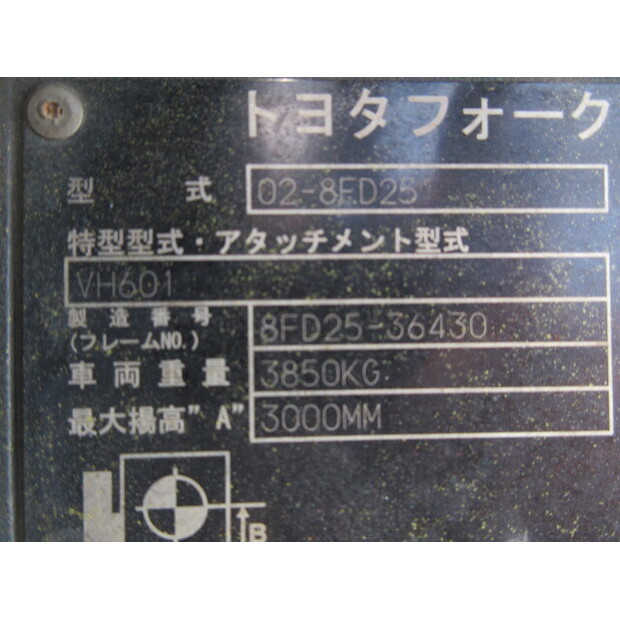 トヨタフォーク
型 式 02-8FD25
特型型式・アタッチメント型式
VH601
製造番号
(フレームNO.) 8FD25-36430
車両重量 3850KG
最大揚高”A” 3000MM
B